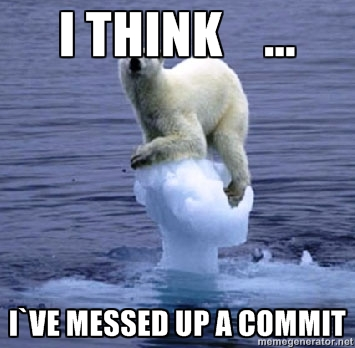 I THINK ...
I`VE MESSED UP A COMMIT
memegenerator.net